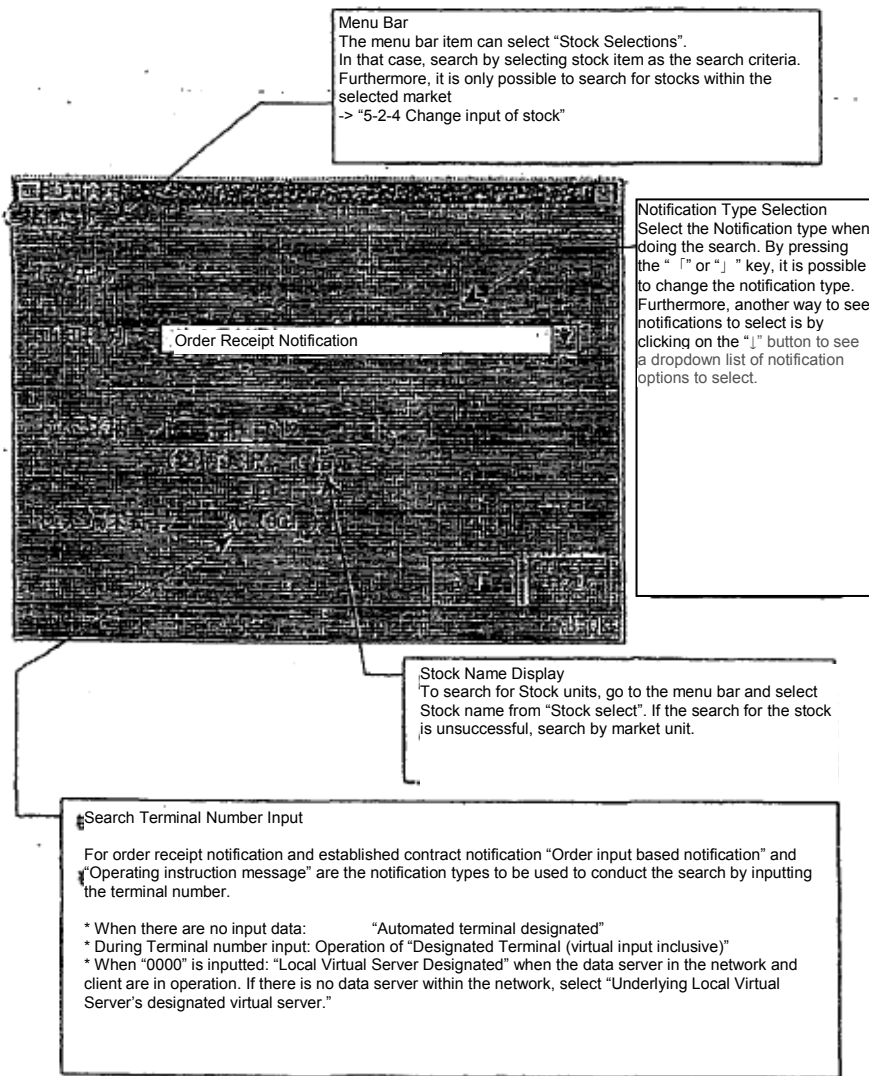 Menu Bar
The menu bar item can select “Stock Selections”.
In that case, search by selecting stock item as the search criteria.
Furthermore, it is only possible to search for stocks within the
selected market
-> “5-2-4 Change input of stock”
Notification Type Selection
Select the Notification type when
doing the search. By pressing
the “「” or “」” key, it is possible
to change the notification type.
Furthermore, another way to see
notifications to select is by
clicking on the “↓” button to see
a dropdown list of notification
options to select.
Order Receipt Notification
Stock Name Display
To search for Stock units, go to the menu bar and select
Stock name from “Stock select”. If the search for the stock
is unsuccessful, search by market unit.
Search Terminal Number Input
For order receipt notification and established contract notification “Order input based notification” and
“Operating instruction message” are the notification types to be used to conduct the search by inputting
the terminal number.
* When there are no input data: “Automated terminal designated”
* During Terminal number input: Operation of “Designated Terminal (virtual input inclusive)”
* When “0000” is inputted: “Local Virtual Server Designated” when the data server in the network and
client are in operation. If there is no data server within the network, select “Underlying Local Virtual
Server’s designated virtual server.”